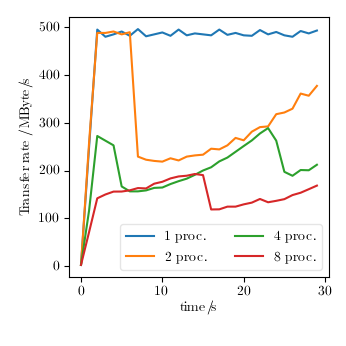 500
400
300
200
100
0
Transfer rate /MByte/s
0
10
20
30
time/s
1 proc.
2 proc.
4 proc.
8 proc.